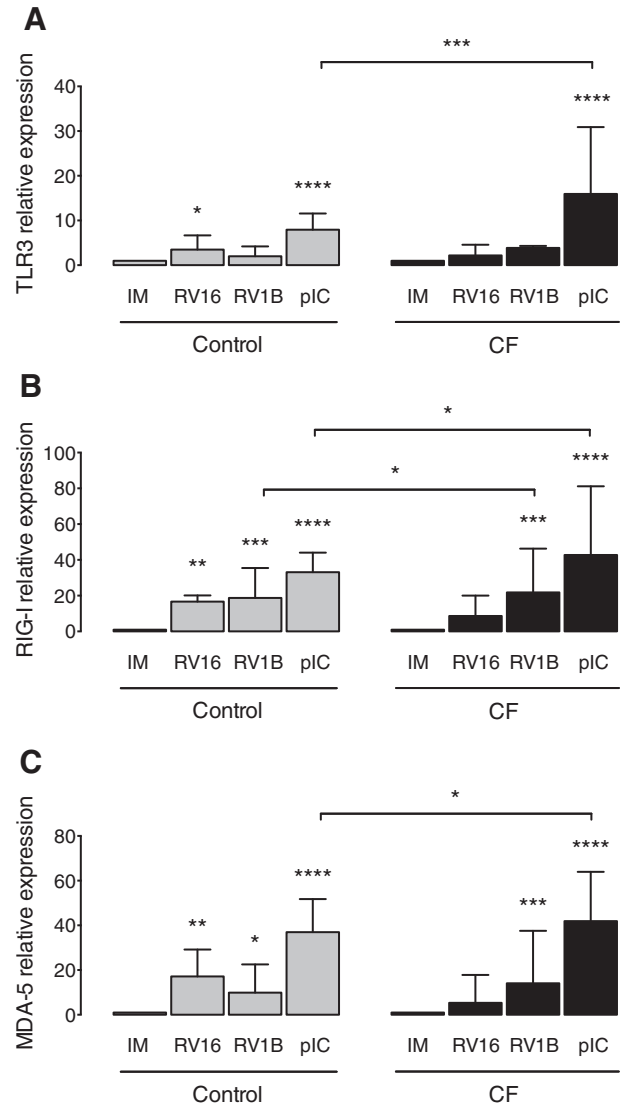 A
TLR3 relative expression
***
40
30
20
10
0
*
****
****
IM RV16 RV1B pIC IM RV16 RV1B pIC
Control CF
B
RIG-I relative expression
*
*
100
80
60
40
20
0
**
***
****
***
****
IM RV16 RV1B pIC IM RV16 RV1B pIC
Control CF
C
MDA-5 relative expression
*
80
60
40
20
0
**
*
****
***
****
IM RV16 RV1B pIC IM RV16 RV1B pIC
Control CF